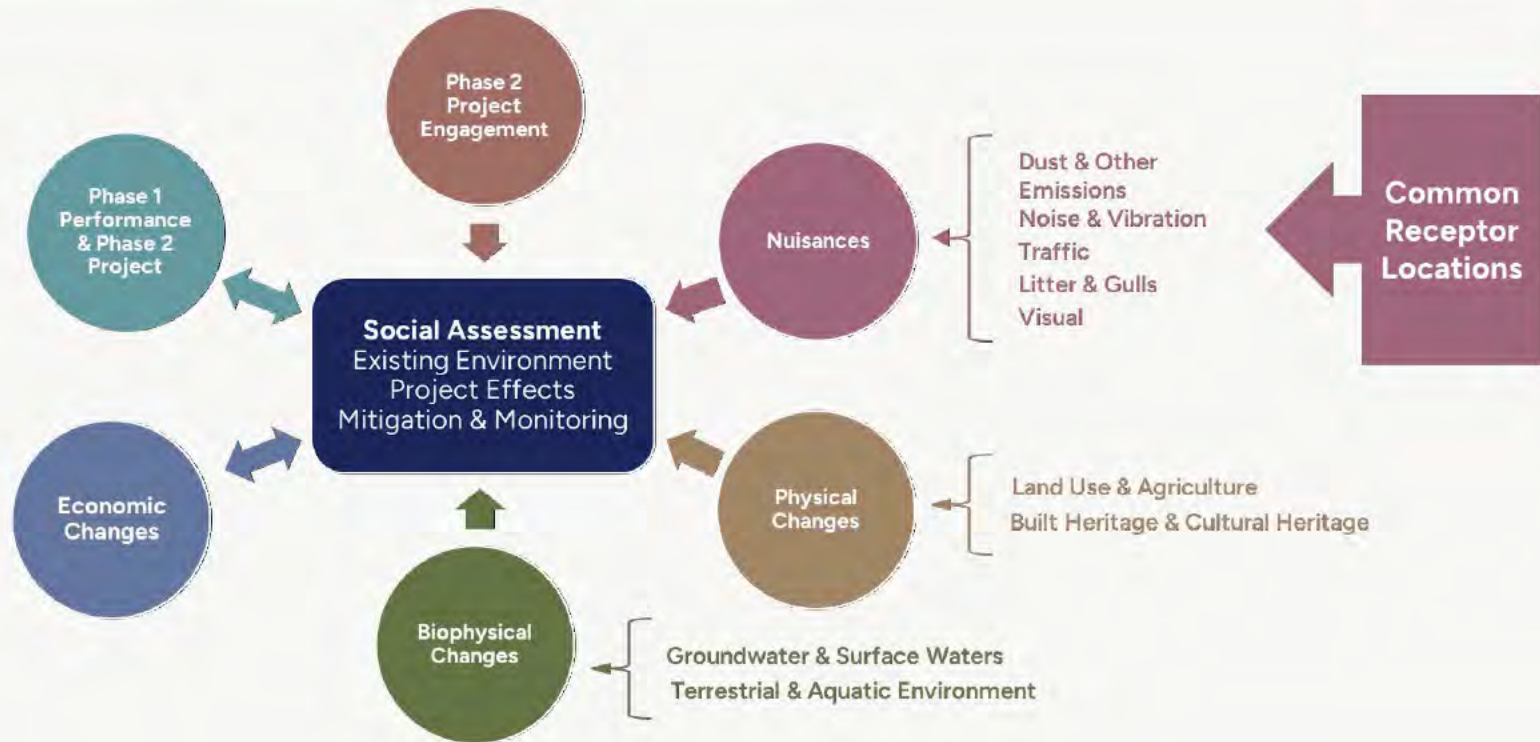 Phase 2
Project
Engagement
Phase 1
Performance
& Phase 2
Project
Nuisances
Dust & Other
Emissions
Noise & Vibration
Traffic
Litter & Gulls
Visual
Common
Receptor
Locations
Social Assessment
Existing Environment
Project Effects
Mitigation & Monitoring
Economic
Changes
Physical
Changes
Land Use & Agriculture
Built Heritage & Cultural Heritage
Biophysical
Changes
Groundwater & Surface Waters
Terrestrial & Aquatic Environment